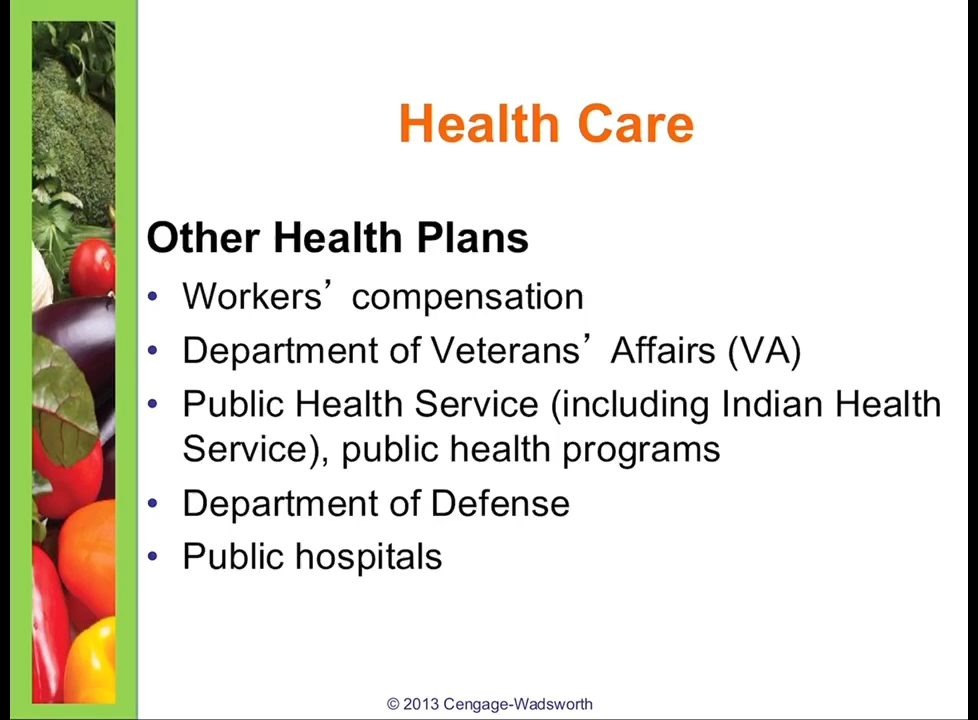 Health Care
Other Health Plans
• Workers’ compensation
• Department of Veterans’ Affairs (VA)
• Public Health Service (including Indian Health
Service), public health programs
• Department of Defense
• Public hospitals
© 2013 Cengage-Wadsworth